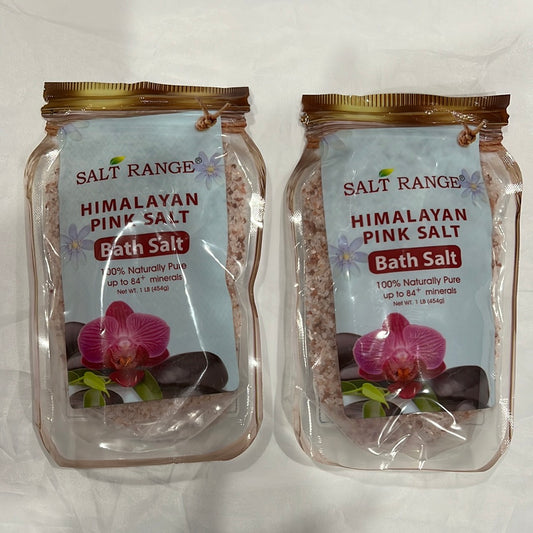 SALT RANGE®
HIMALAYAN
PINK SALT
Bath Salt
100% Naturally Pure
up to 84+ minerals
Net WT. 1 LB (454g)
SALT RANGE®
HIMALAYAN
PINK SALT
Bath Salt
100% Naturally Pure
up to 84+ minerals
Net WT. 1 LB (454g)